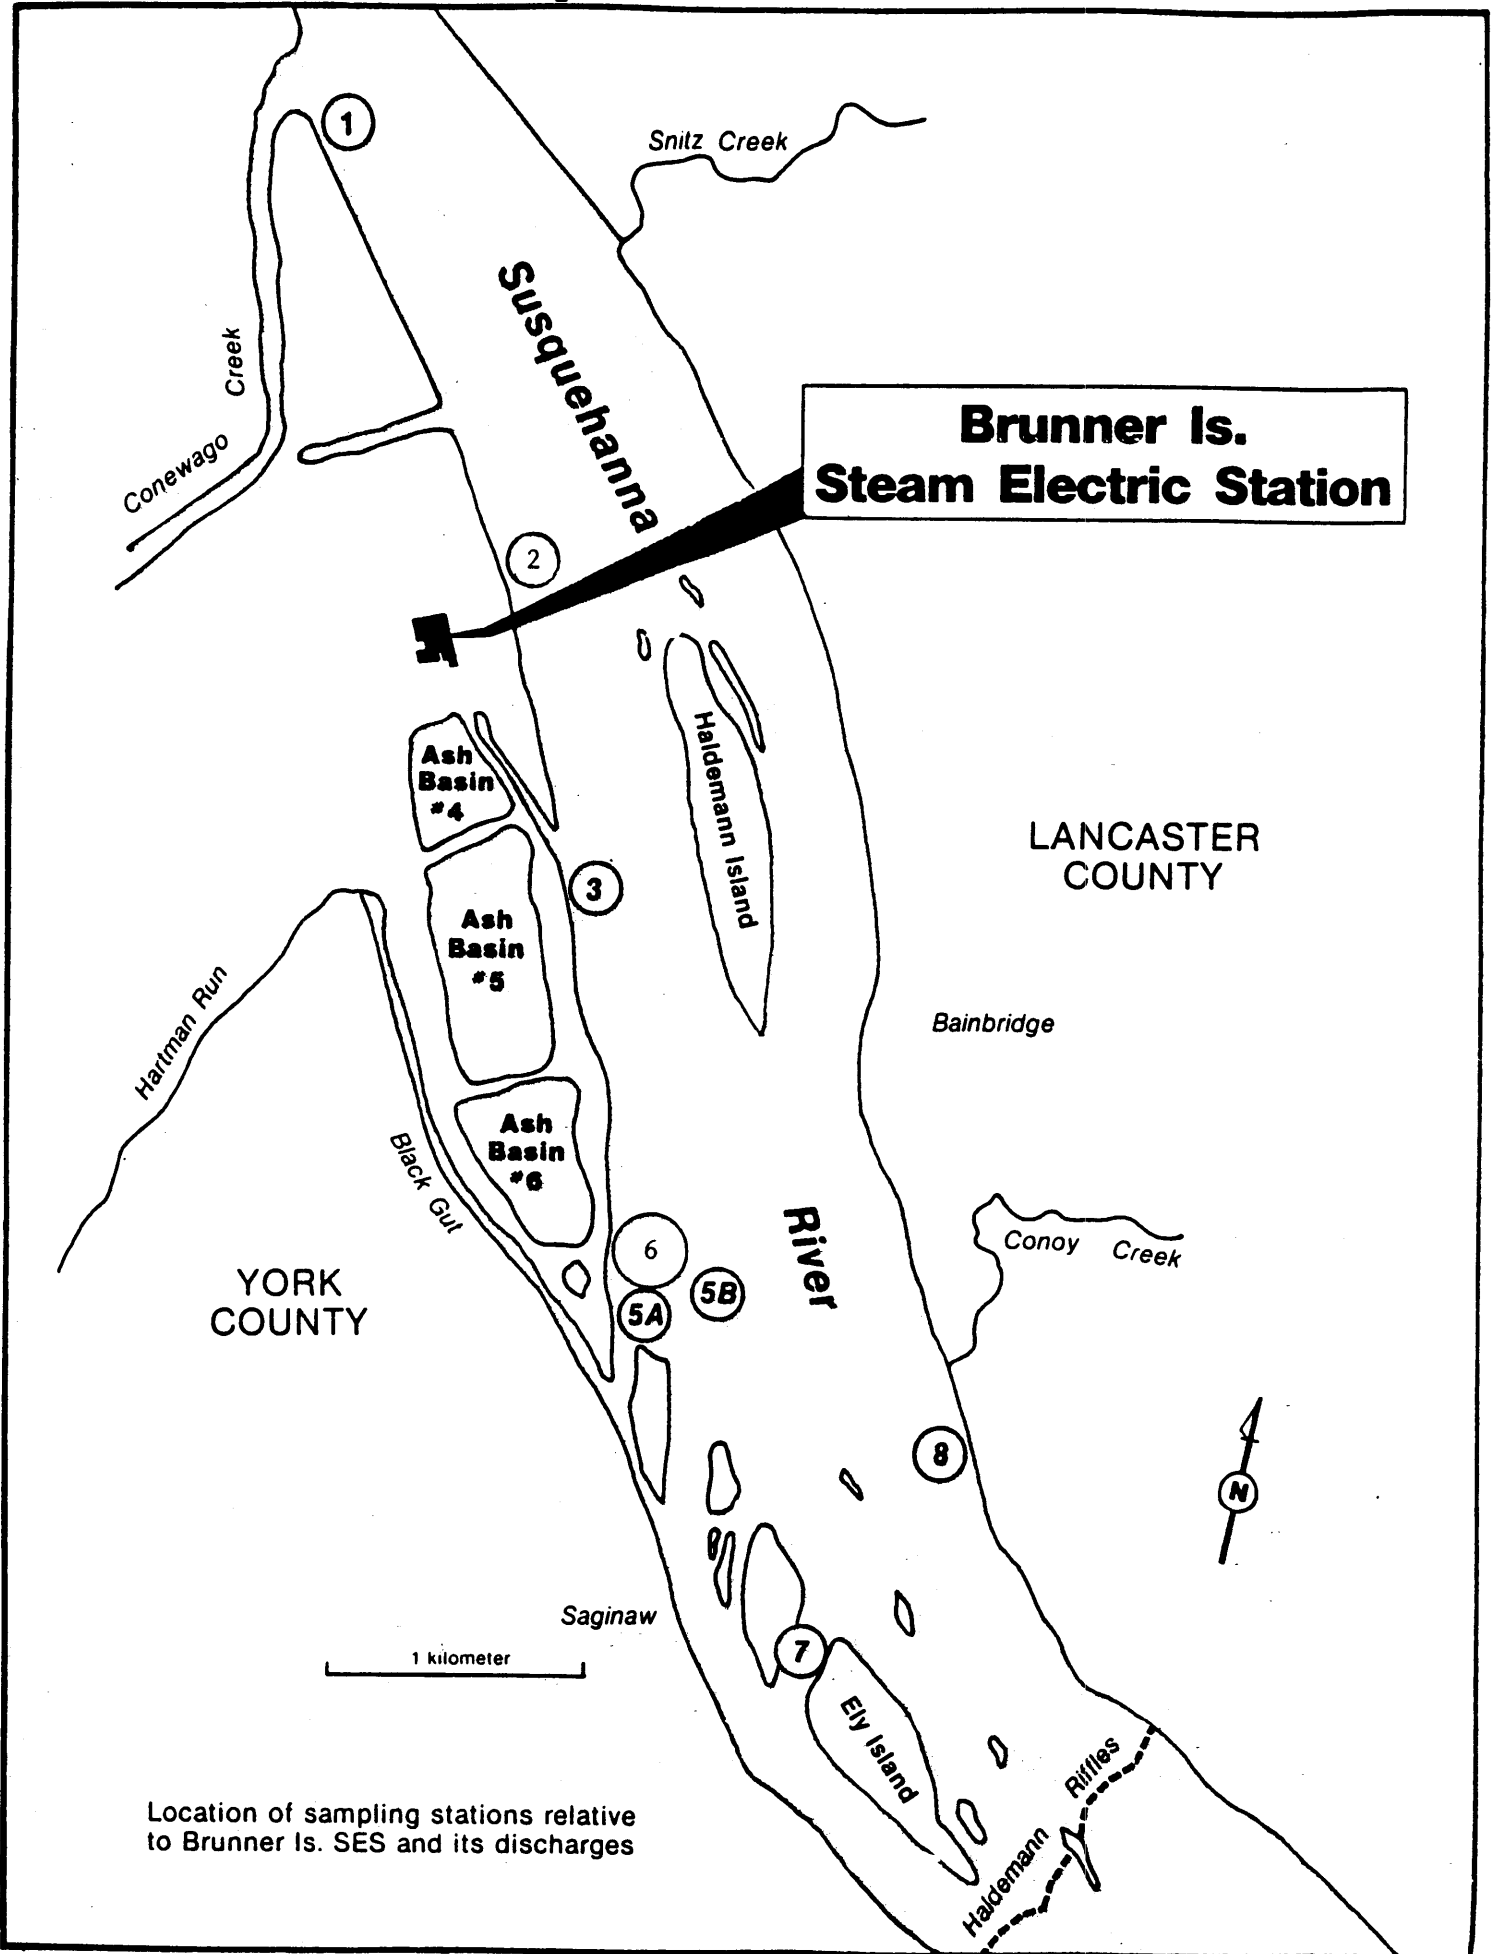 1
Snitz Creek
Susquehanna
Creek
Conewago
Brunner Is.
Steam Electric Station
2
Haldemann Island
Ash
Basin
#4
LANCASTER
COUNTY
3
Ash
Basin
#5
Hartman Run
Bainbridge
Ash
Basin
#6
Black Gut
River
6
5B
5A
Conoy Creek
YORK
COUNTY
8
N
Saginaw
7
1 kilometer
Ely Island
Haldemann Riffles
Location of sampling stations relative
to Brunner Is. SES and its discharges